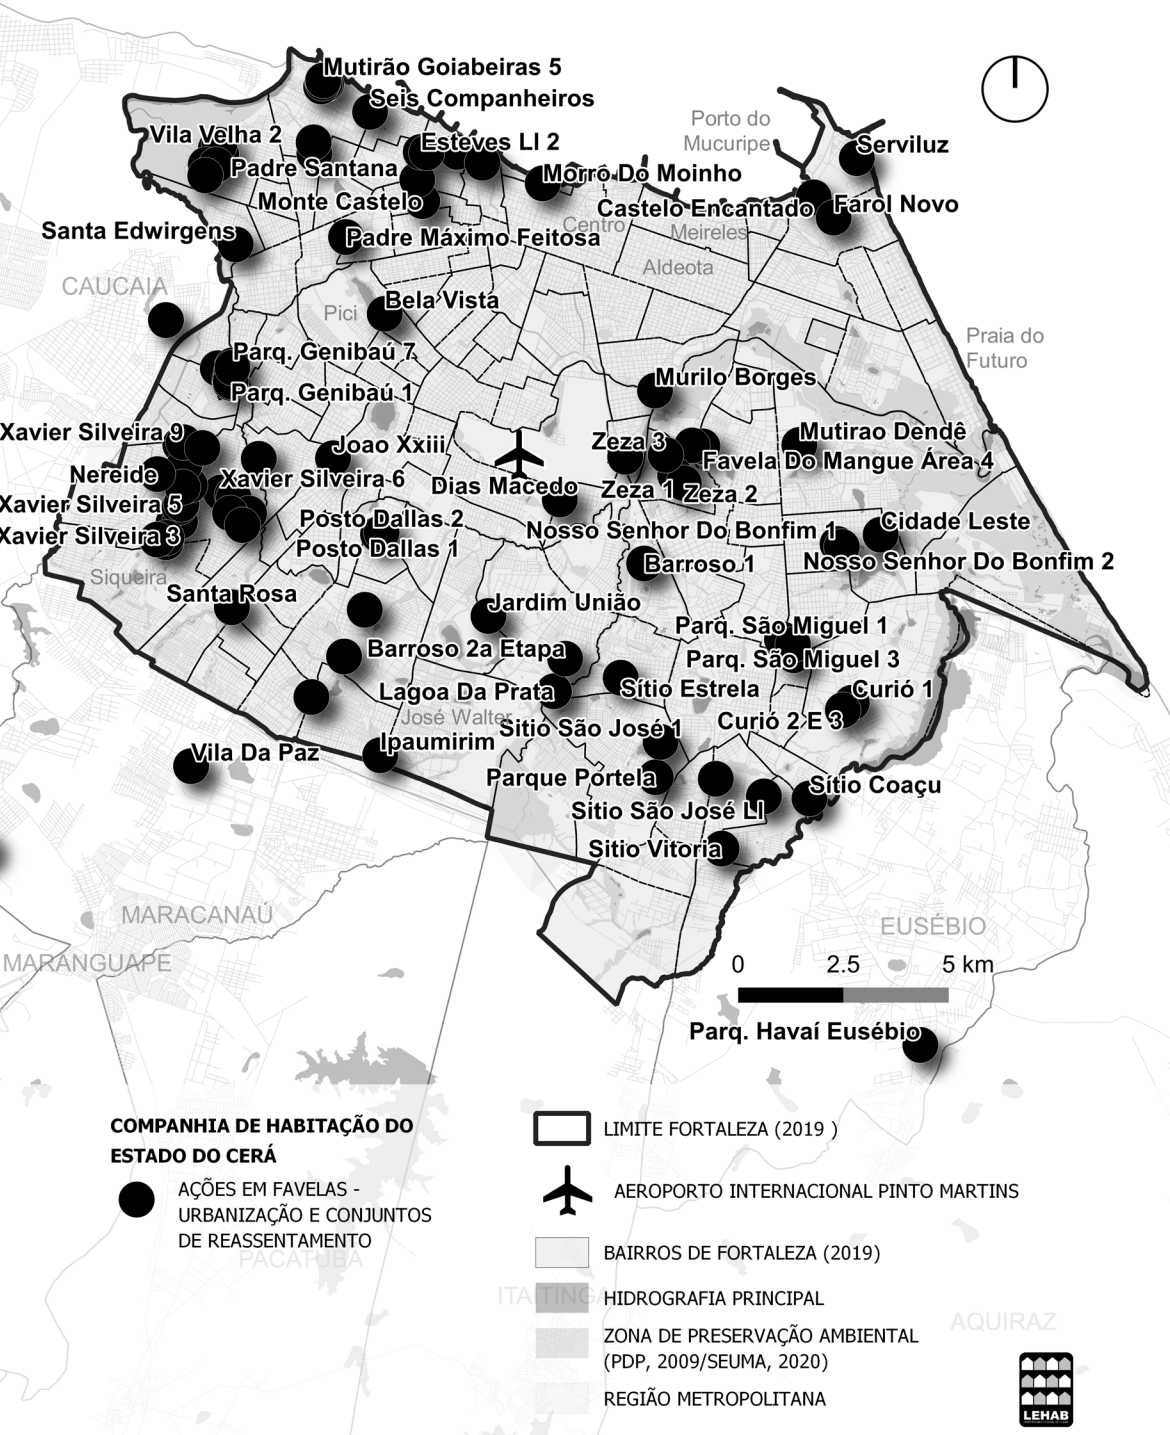 Mutirão Goiabeiras 5
Seis Companheiros
Porto do
Mucuripe
Vila Velha 2
Esteves LI 2
Serviluz
Padre Santana
Morro Do Moinho
Monte Castelo
Castelo Encantado
Farol Novo
Santa Edwirgens
Padre Máximo Feitosa
Centro
Meireles
Aldeota
CAUCAIA
Pici
Bela Vista
Praia do
Futuro
Parq. Genibaú 7
Murilo Borges
Parq. Genibaú 1
Xavier Silveira 9
Joao Xxiii
Zeza 3
Mutirao Dendê
Favela Do Mangue Área 4
Nereide
Xavier Silveira 6
Dias Macedo
Zeza 1
Zeza 2
Xavier Silveira 5
Posto Dallas 2
Nosso Senhor Do Bonfim 1
Cidade Leste
Xavier Silveira 3
Posto Dallas 1
Barroso 1
Nosso Senhor Do Bonfim 2
Siqueira
Santa Rosa
Jardim União
Parq. São Miguel 1
Barroso 2a Etapa
Parq. São Miguel 3
Lagoa Da Prata
Sítio Estrela
Curió 1
José Walter
Sitio São José 1
Curió 2 E 3
Vila Da Paz
Ipaumirim
Parque Portela
Sítio Coaçu
Sitio São José LI
Sitio Vitoria
MARACANAÚ
EUSÉBIO
MARANGUAPE
0 2.5 5 km
Parq. Havaí Eusébio
COMPANHIA DE HABITAÇÃO DO
ESTADO DO CERÁ
AÇÕES EM FAVELAS -
URBANIZAÇÃO E CONJUNTOS
DE REASSENTAMENTO
PACATUBA
LIMITE FORTALEZA (2019 )
AEROPORTO INTERNACIONAL PINTO MARTINS
BAIRROS DE FORTALEZA (2019)
ITAITINGA
HIDROGRAFIA PRINCIPAL
AQUIRAZ
ZONA DE PRESERVAÇÃO AMBIENTAL
(PDP, 2009/SEUMA, 2020)
REGIÃO METROPOLITANA
LEHAB